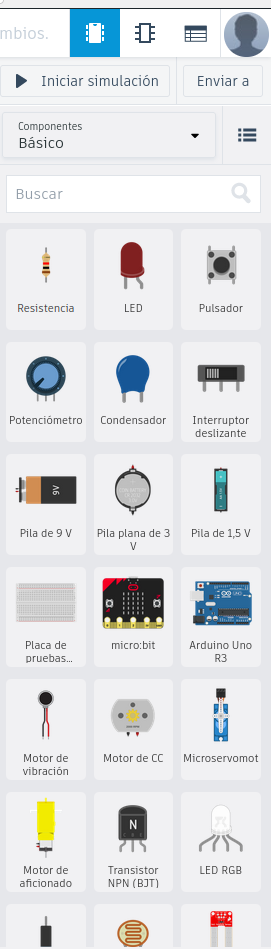 mbios.
Iniciar simulación
Enviar a
Componentes
Básico
Buscar
Resistencia
LED
Pulsador
Potenciómetro
Condensador
Interruptor
deslizante
9V
Pila de 9 V
Pila plana de 3
V
Pila de 1,5 V
Placa de
pruebas...
micro:bit
Arduino Uno
R3
Motor de
vibración
Motor de CC
Microservomot
Motor de
aficionado
N
Transistor
NPN (BJT)
LED RGB